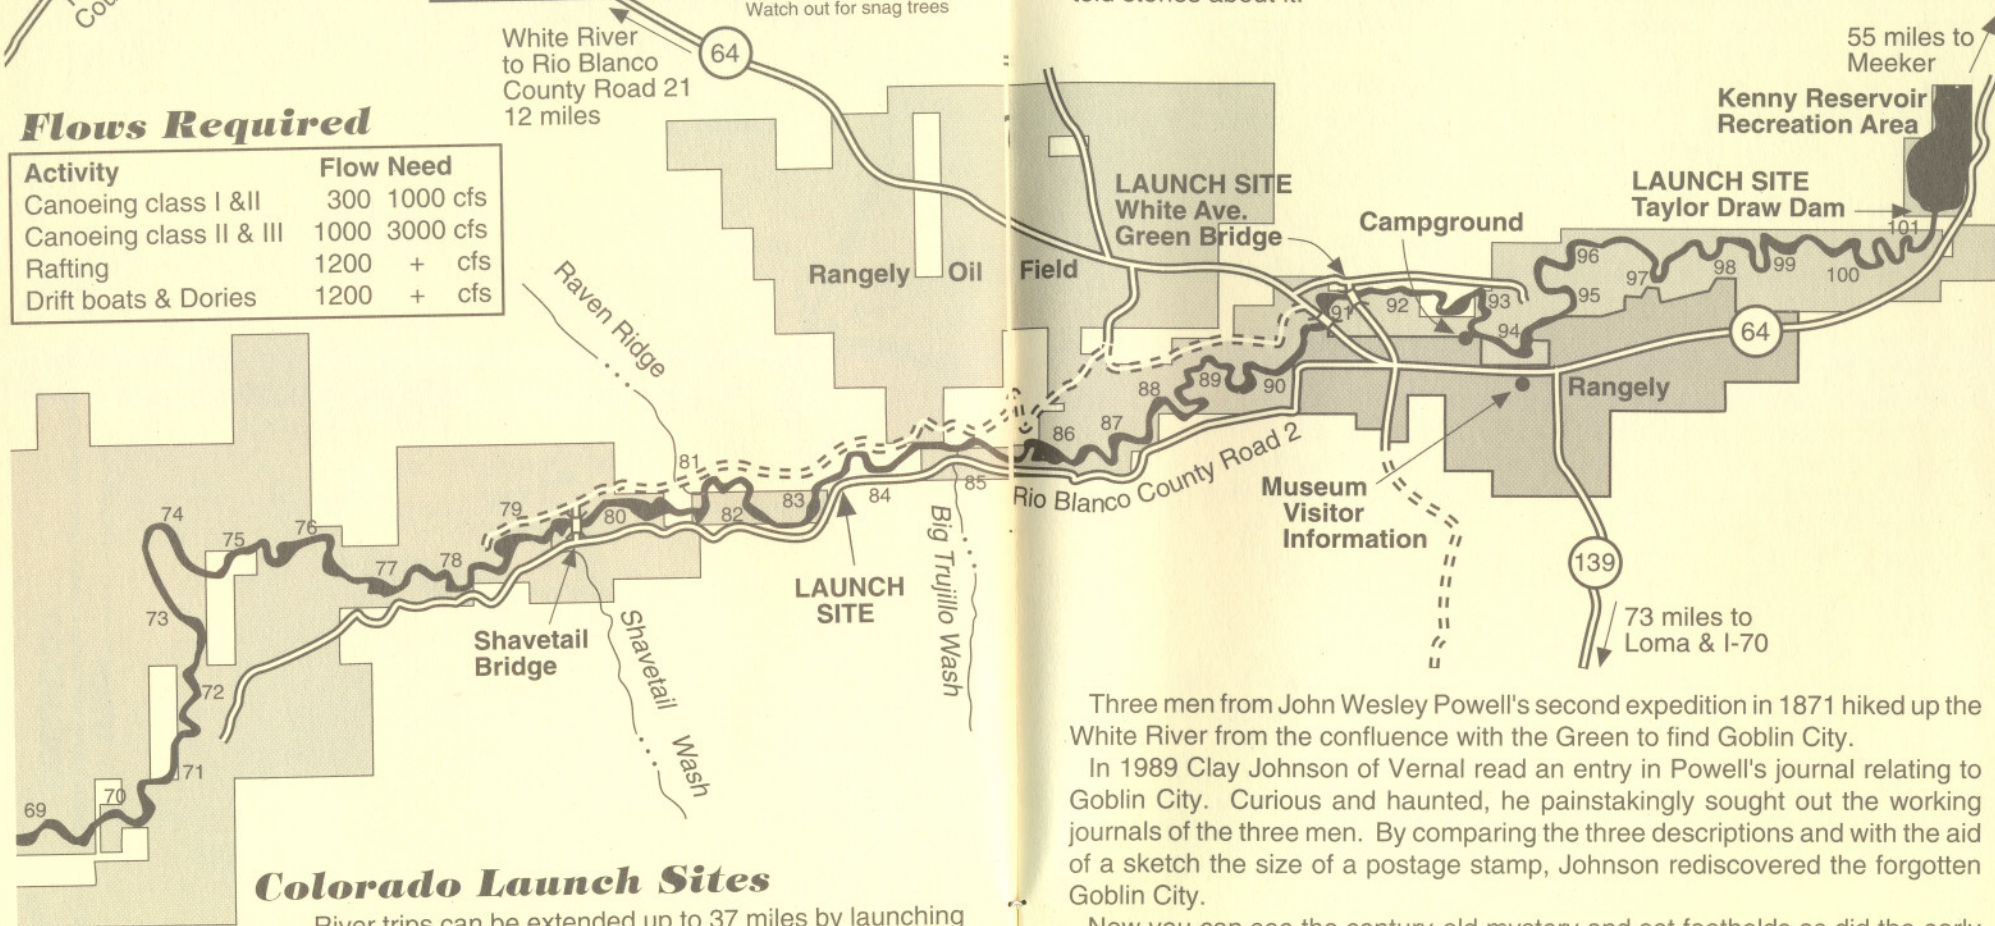 Watch out for snag trees
White River
to Rio Blanco
County Road 21
12 miles
64
55 miles to
Meeker
Kenny Reservoir
Recreation Area
LAUNCH SITE
Taylor Draw Dam
Flows Required
Activity Flow Need
Canoeing class I &II 300 1000 cfs
Canoeing class II & III 1000 3000 cfs
Rafting 1200 + cfs
Drift boats & Dories 1200 + cfs
LAUNCH SITE
White Ave.
Green Bridge
Campground
Rangely Oil Field
Raven Ridge
101
100
99
98
97
96
95
94
93
92
91
90
89
88
87
86
85
84
83
82
81
80
79
78
77
76
75
74
73
72
71
70
69
64
Rangely
Rio Blanco County Road 2
Museum
Visitor
Information
139
73 miles to
Loma & I-70
Big Trujillo Wash
LAUNCH
SITE
Shavetail
Bridge
Shavetail Wash
Colorado Launch Sites
River trips can be extended up to 37 miles by launching
Three men from John Wesley Powell's second expedition in 1871 hiked up the
White River from the confluence with the Green to find Goblin City.
In 1989 Clay Johnson of Vernal read an entry in Powell's journal relating to
Goblin City. Curious and haunted, he painstakingly sought out the working
journals of the three men. By comparing the three descriptions and with the aid
of a sketch the size of a postage stamp, Johnson rediscovered the forgotten
Goblin City.